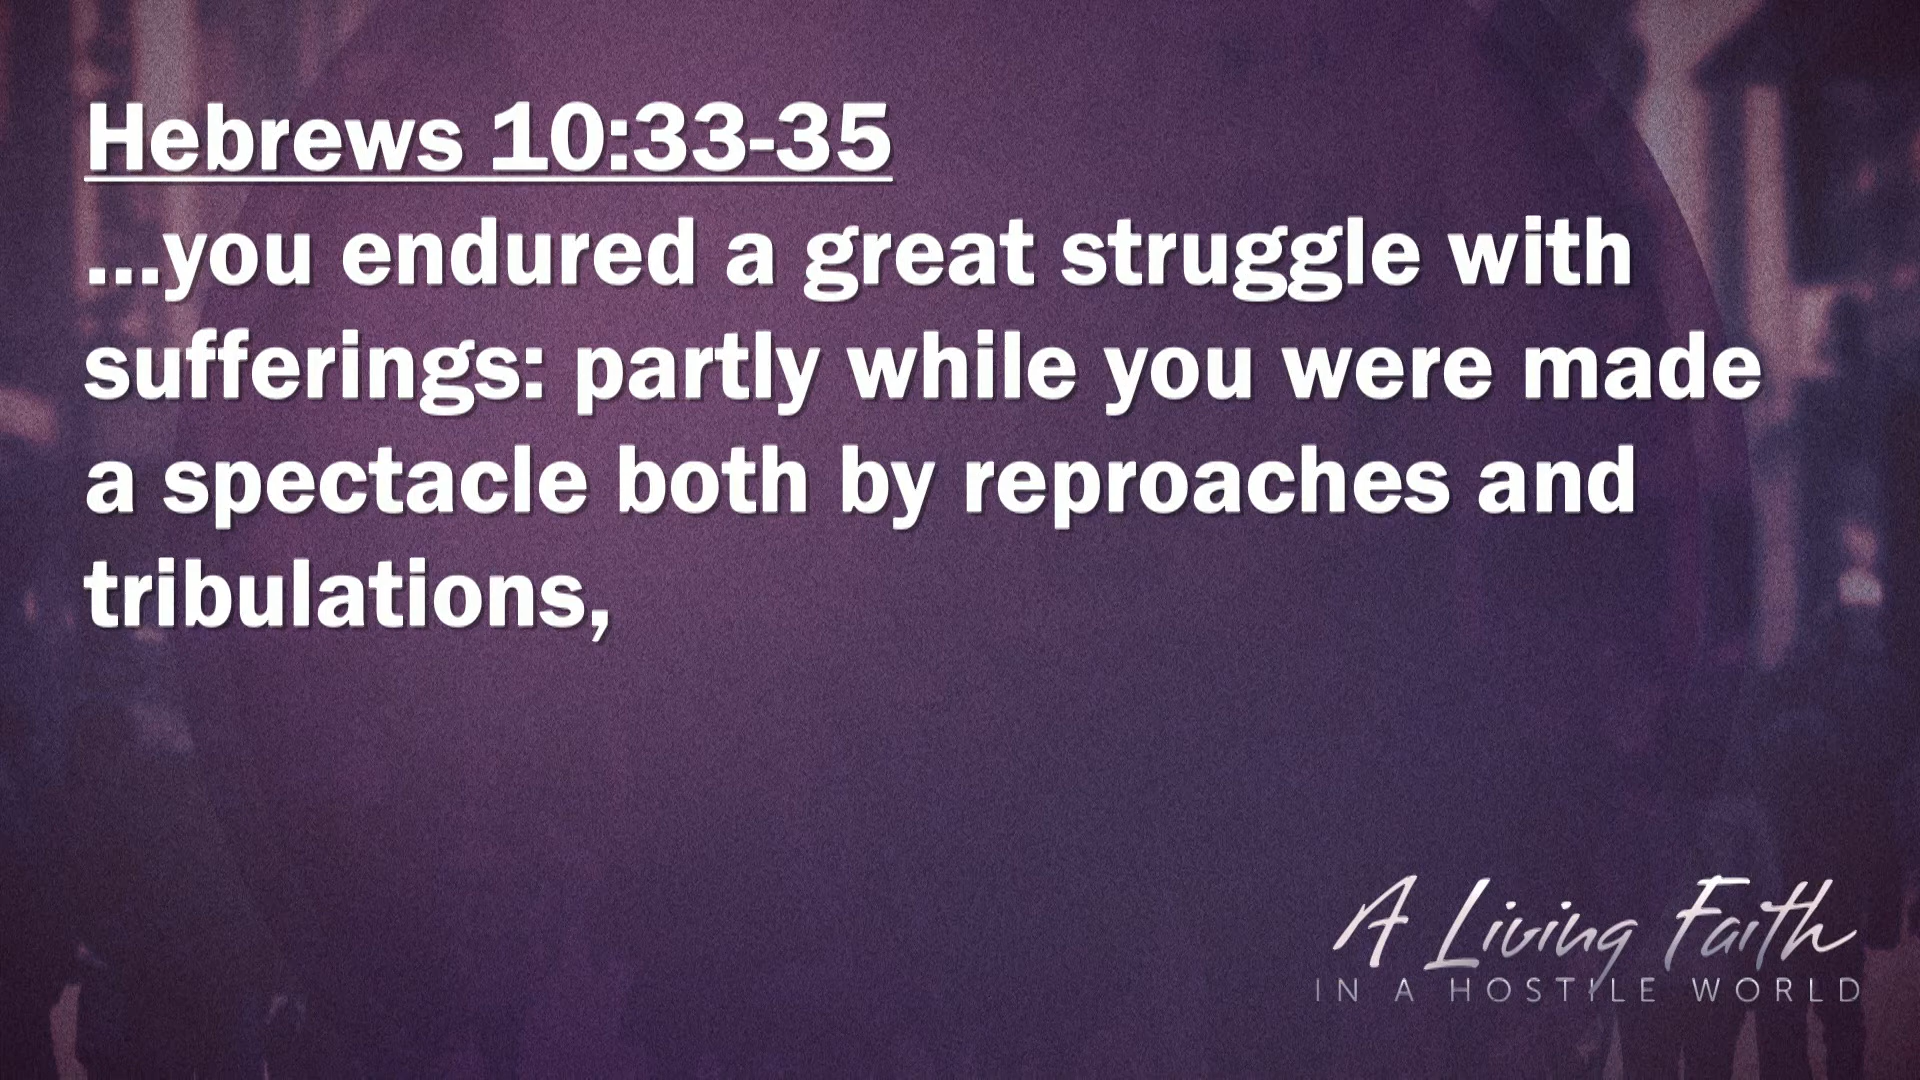 Hebrews 10:33-35
...you endured a great struggle with
sufferings: partly while you were made
a spectacle both by reproaches and
tribulations,
A Living Faith
IN A HOSTILE WORLD